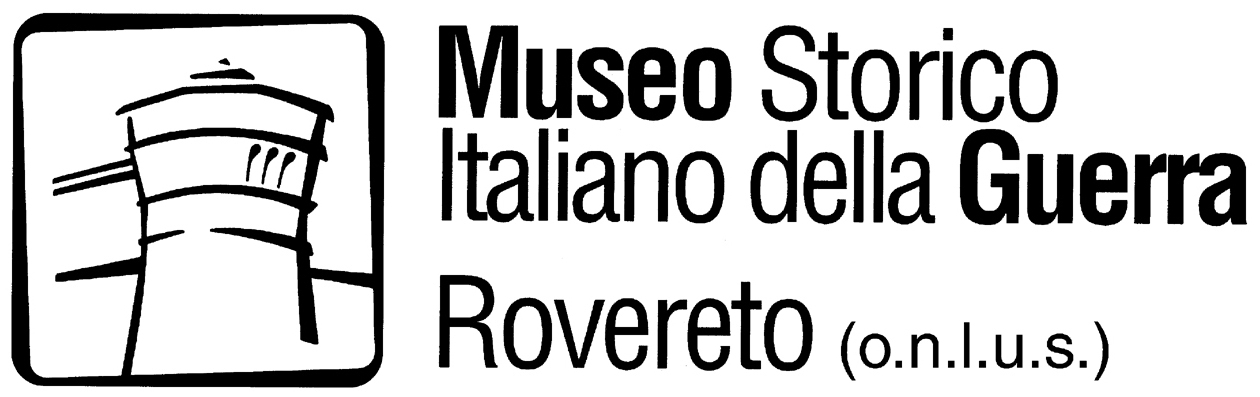 Museo Storico
Italiano della Guerra
Rovereto (o.n.l.u.s.)